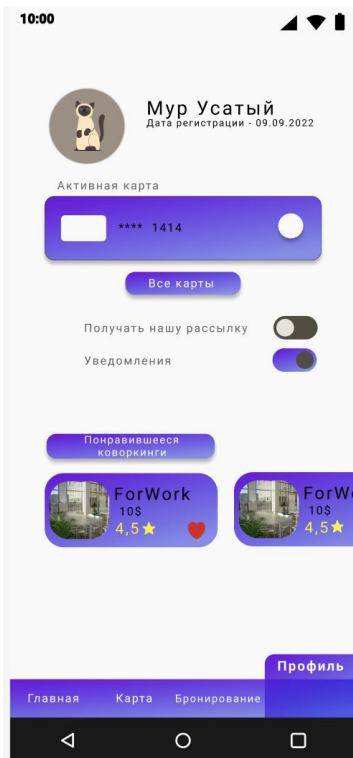 10:00
Мур Усатый
Дата регистрации - 09.09.2022
Активная карта
**** 1414
Все карты
Получать нашу рассылку
Уведомления
Понравившееся
коворкинги
ForWork
10$
4,5
ForWo
10$
4,5
Профиль
Главная Карта Бронирование